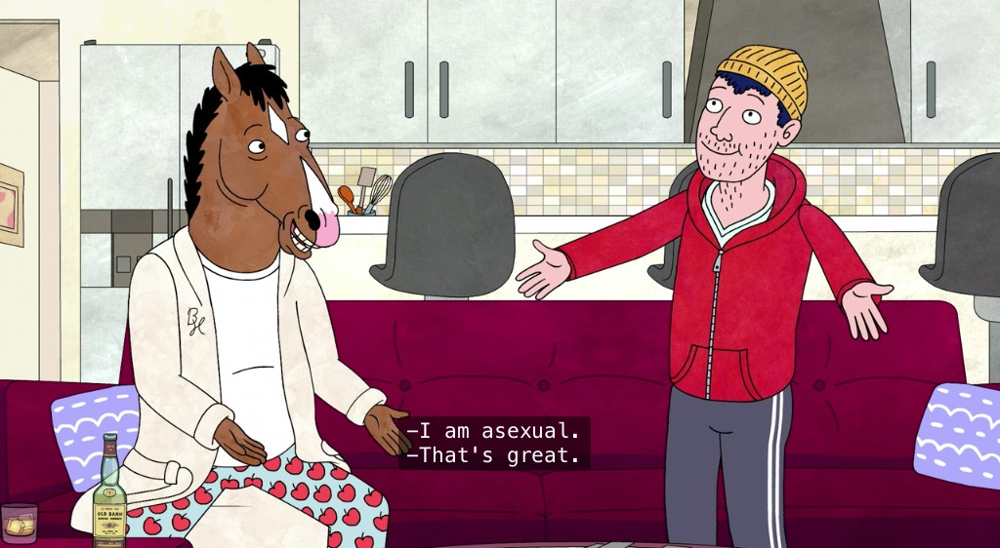 BH
-I am asexual.
-That's great.
OLD BARN